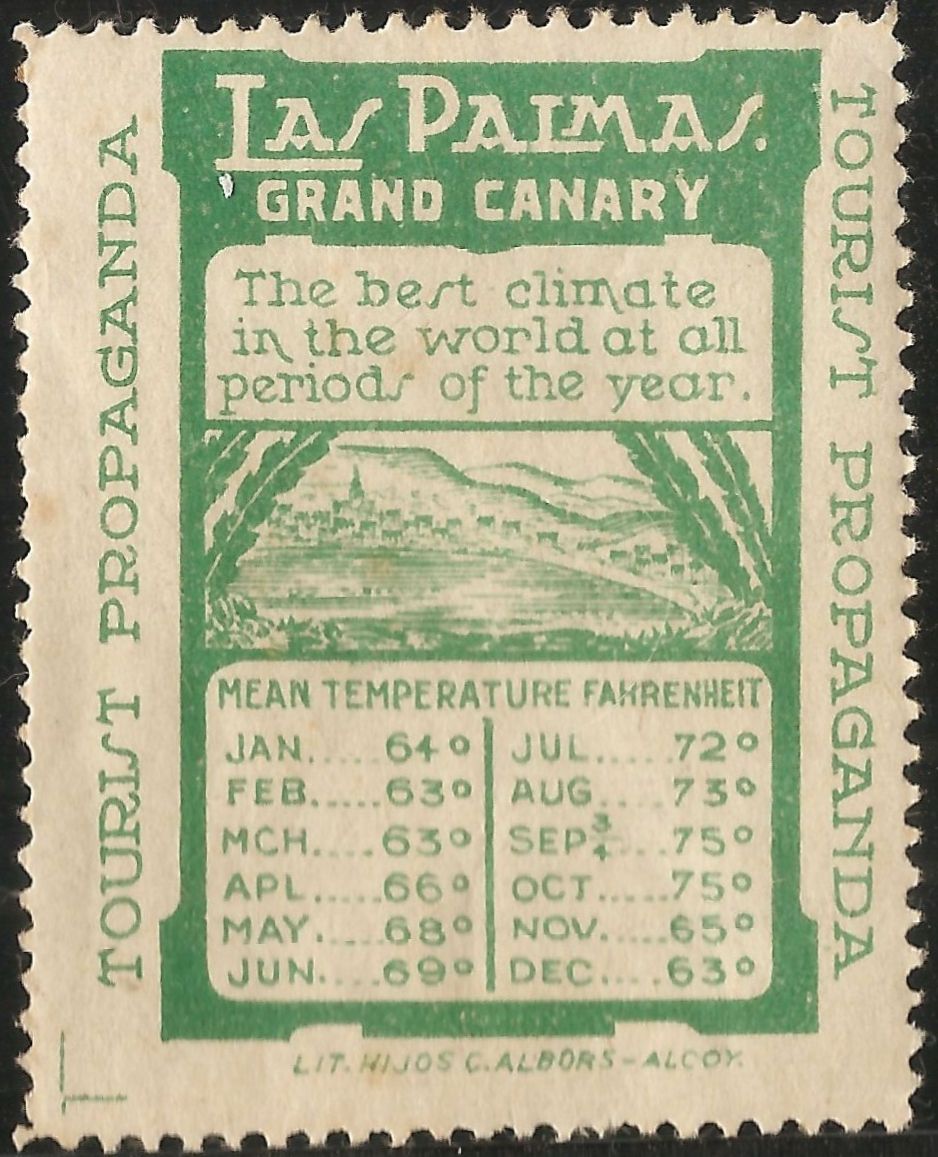 LAS PALMAS.
GRAND CANARY
The best climate
in the world at all
periods of the year.
TOURIST PROPAGANDA
TOURIST PROPAGANDA
MEAN TEMPERATURE FAHRENHEIT
JAN.....64° JUL.....72°
FEB.....63° AUG....73°
MCH....63° SEP 3/4...75°
APL.....66° OCT.....75°
MAY.....68° NOV.....65°
JUN.....69° DEC....63°
LIT. HIJOS C. ALBORS-ALCOY.